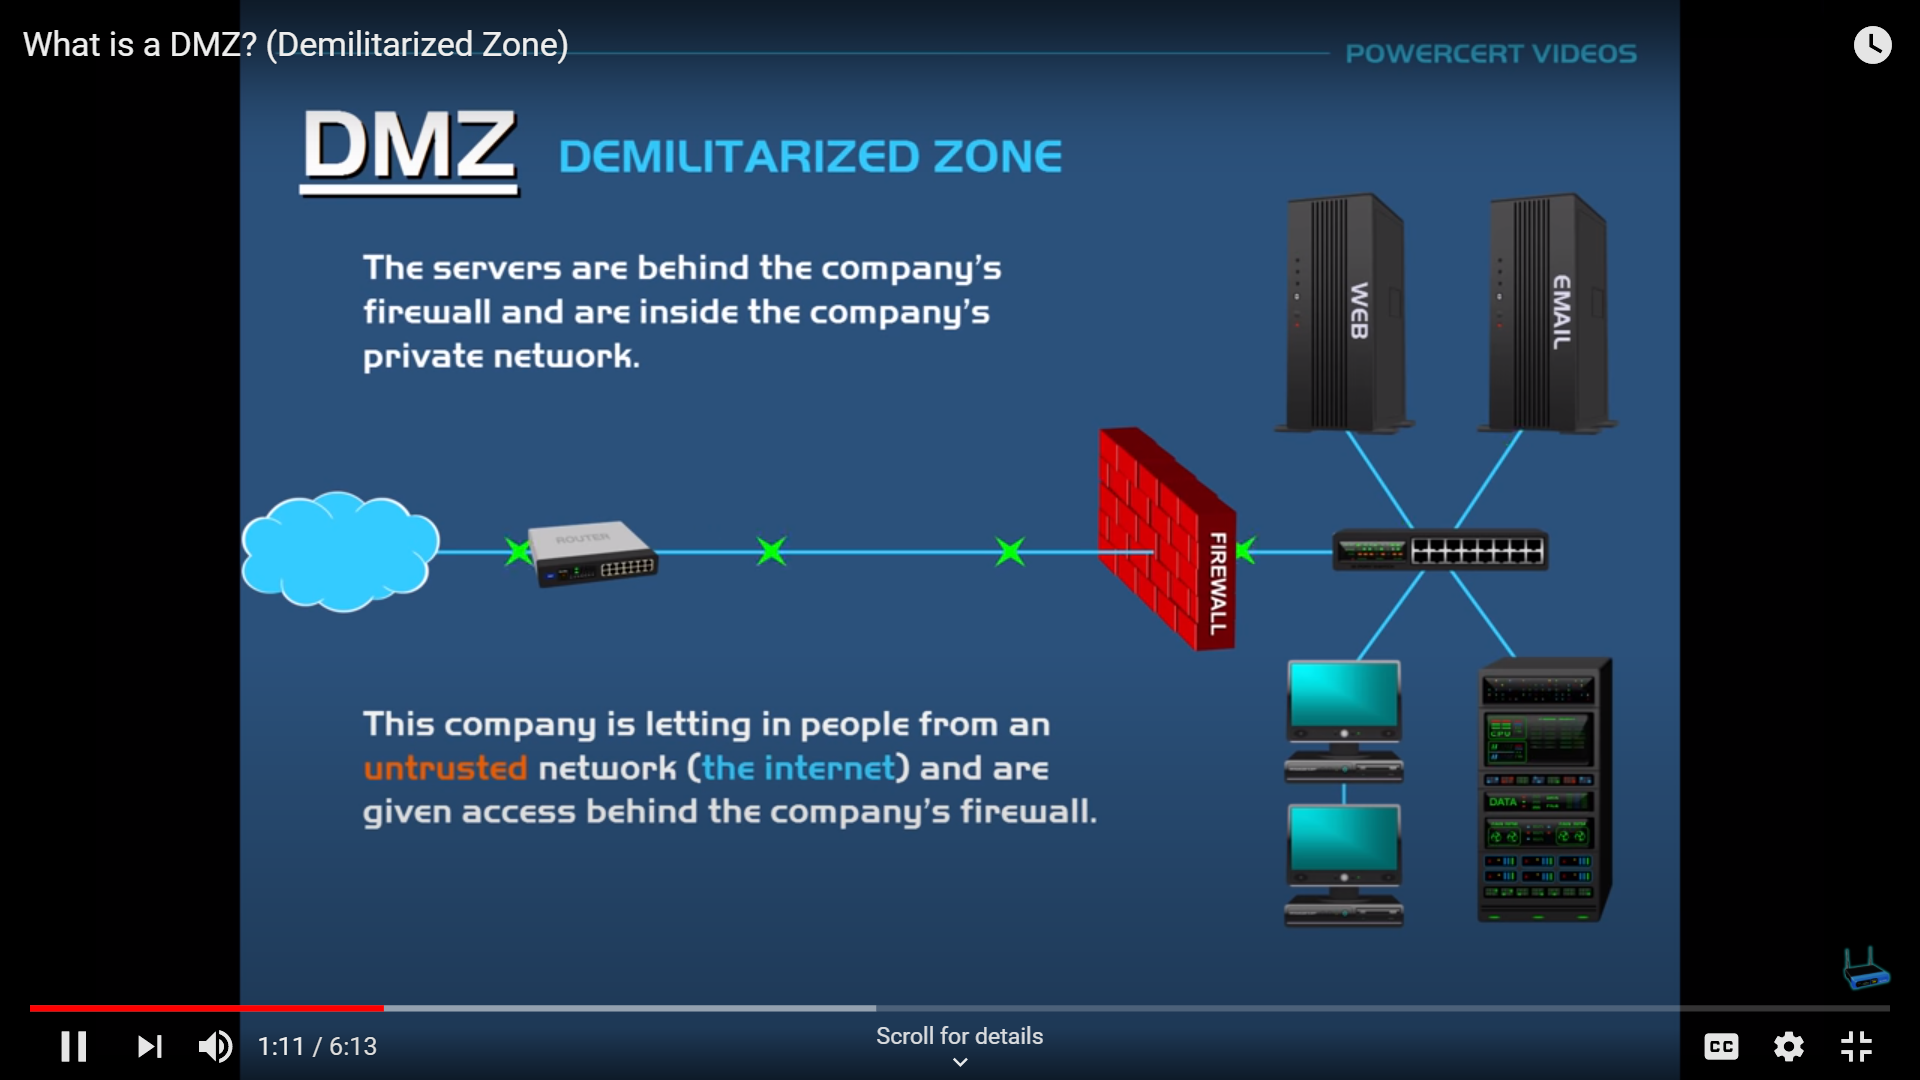 What is a DMZ? (Demilitarized Zone)
POWERCERT VIDEOS
DMZ
DEMILITARIZED ZONE
The servers are behind the company's
firewall and are inside the company's
private network.
WEB
EMAIL
ROUTER
FIREWALL
This company is letting in people from an
untrusted network (the internet) and are
given access behind the company's firewall.
CPU
DATA
1:11 / 6:13
Scroll for details
CC